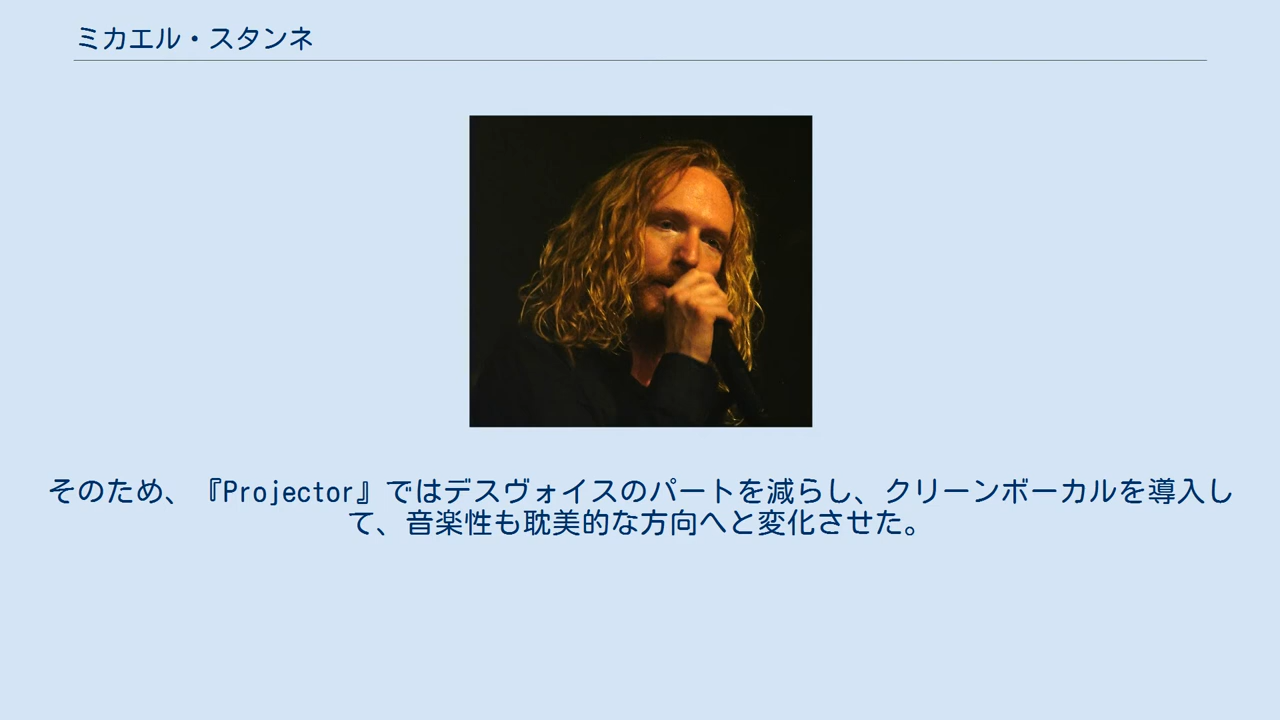 ミカエル・スタンネ
そのため、『Projector』ではデスヴォイスのパートを減らし、クリーンボーカルを導入し
て、音楽性も耽美的な方向へと変化させた。